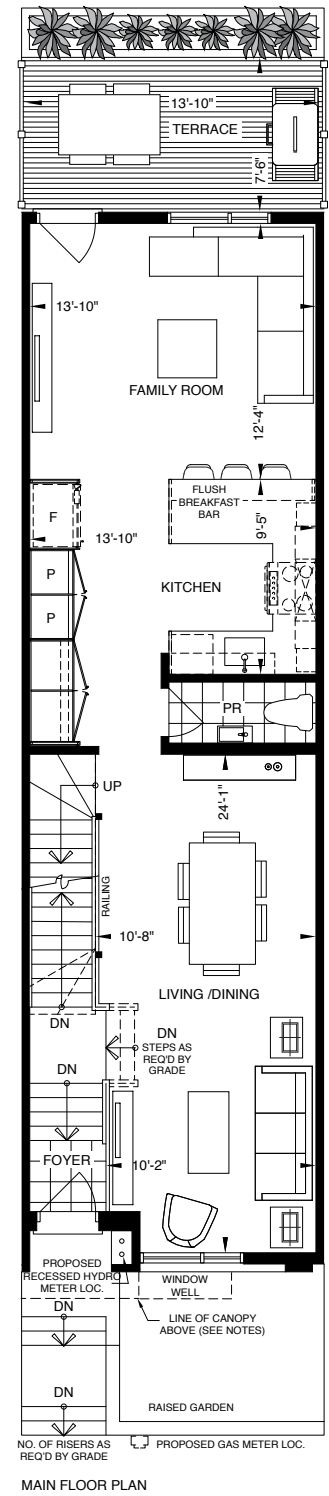 13'-10"
TERRACE
7'-6"
13'-10"
FAMILY ROOM
12'-4"
F
FLUSH
BREAKFAST
BAR
13'-10"
9'-5"
P
KITCHEN
P
PR
UP
24'-1"
RAILING
10'-8"
LIVING /DINING
DN
DN
STEPS AS
REQ'D BY
GRADE
DN
FOYER
10'-2"
PROPOSED
RECESSED HYDRO
METER LOC.
WINDOW
WELL
DN
LINE OF CANOPY
ABOVE (SEE NOTES)
DN
RAISED GARDEN
NO. OF RISERS AS
REQ'D BY GRADE
PROPOSED GAS METER LOC.
MAIN FLOOR PLAN